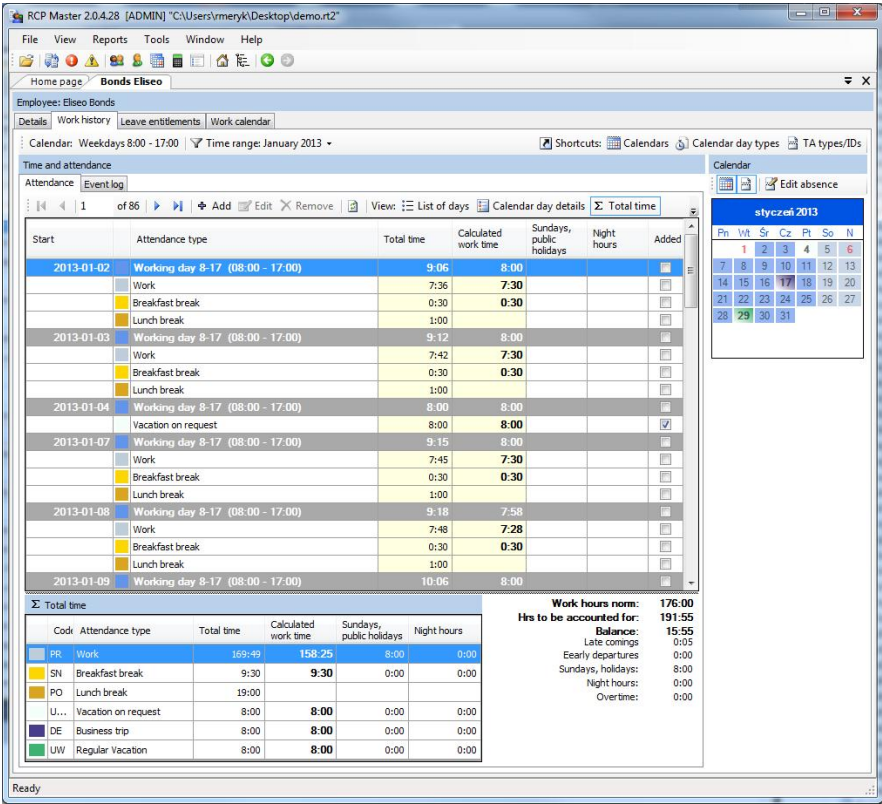 RCP Master 2.0.4.28 [ADMIN] "C:\Users\rmeryk\Desktop\demo.rt2"
File View Reports Tools Window Help
Home page Bonds Eliseo
Employee: Eliseo Bonds
Details Work history Leave entitlements Work calendar
Calendar: Weekdays 8:00 - 17:00 Time range: January 2013 Shortcuts: Calendars Calendar day types TA types/IDs
Time and attendance Calendar
Attendance Event log
1 of 86 Add Edit Remove View: List of days Calendar day details Σ Total time Edit absence
Start Attendance type Total time Calculated work time Sundays, public holidays Night hours Added
2013-01-02 Working day 8-17 (08:00 - 17:00) 9:06 8:00
Work 7:36 7:30
Breakfast break 0:30 0:30
Lunch break 1:00
2013-01-03 Working day 8-17 (08:00 - 17:00) 9:12 8:00
Work 7:42 7:30
Breakfast break 0:30 0:30
Lunch break 1:00
2013-01-04 Working day 8-17 (08:00 - 17:00) 8:00 8:00
Vacation on request 8:00 8:00
2013-01-07 Working day 8-17 (08:00 - 17:00) 9:15 8:00
Work 7:45 7:30
Breakfast break 0:30 0:30
Lunch break 1:00
2013-01-08 Working day 8-17 (08:00 - 17:00) 9:18 7:58
Work 7:48 7:28
Breakfast break 0:30 0:30
Lunch break 1:00
2013-01-09 Working day 8-17 (08:00 - 17:00) 10:06 8:00
styczeń 2013
Pn Wt Śr Cz Pt So N
1 2 3 4 5 6
7 8 9 10 11 12 13
14 15 16 17 18 19 20
21 22 23 24 25 26 27
28 29 30 31
Σ Total time
Code Attendance type Total time Calculated work time Sundays, public holidays Night hours
PR Work 169:49 158:25 8:00 0:00
SN Breakfast break 9:30 9:30 0:00 0:00
PO Lunch break 19:00
U... Vacation on request 8:00 8:00 0:00 0:00
DE Business trip 8:00 8:00 0:00 0:00
UW Regular Vacation 8:00 8:00 0:00 0:00
Work hours norm: 176:00
Hrs to be accounted for: 191:55
Balance: 15:55
Late comings 0:05
Eearly departures 0:00
Sundays, holidays: 8:00
Night hours: 0:00
Overtime: 0:00
Ready